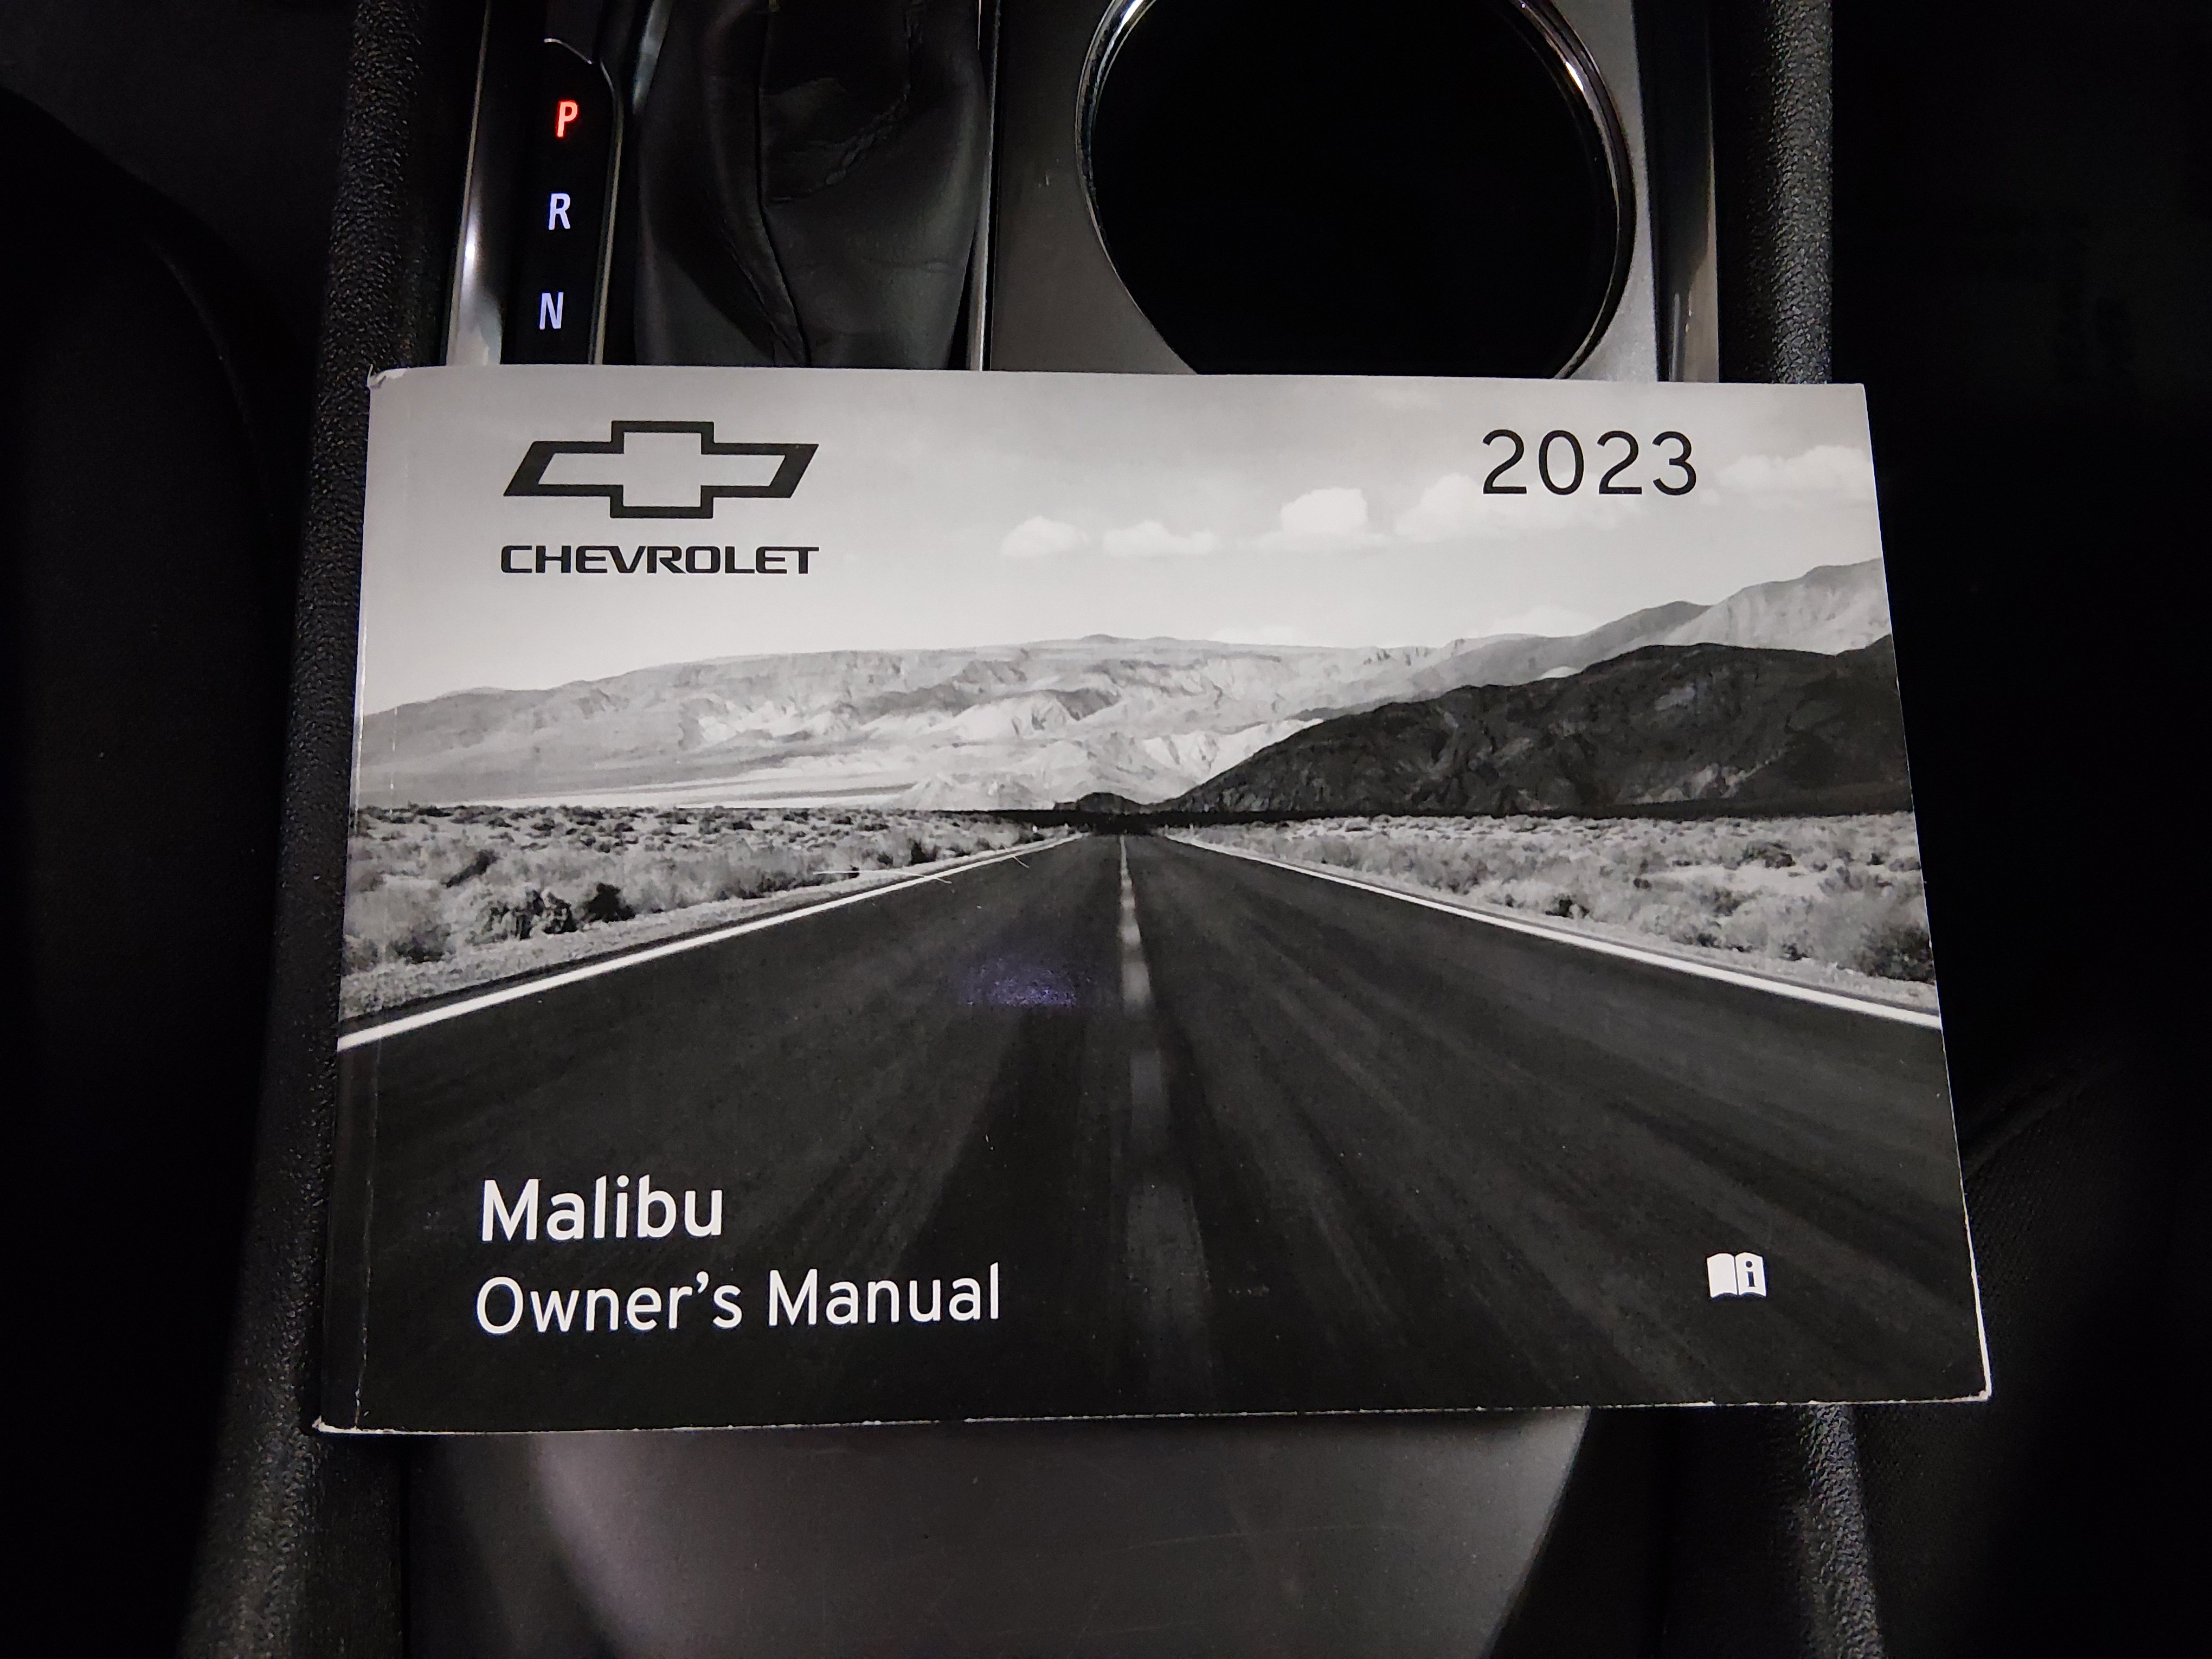 P
R
N
2023
CHEVROLET
Malibu
Owner's Manual
i